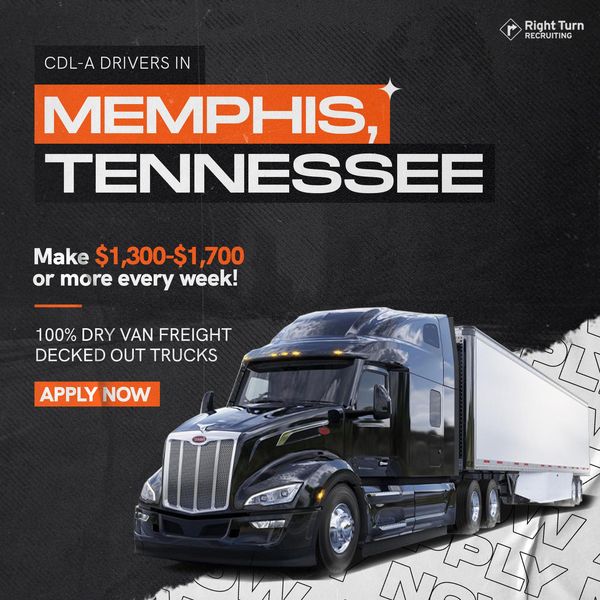 Right Turn
RECRUITING
CDL-A DRIVERS IN
MEMPHIS,
TENNESSEE
Make $1,300-$1,700
or more every week!
100% DRY VAN FREIGHT
DECKED OUT TRUCKS
APPLY NOW